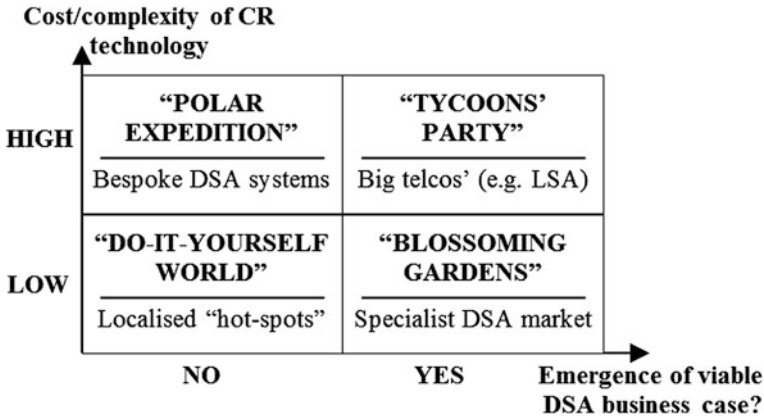 Cost/complexity of CR
technology
HIGH
“POLAR
EXPEDITION”
Bespoke DSA systems
“TYCOONS’
PARTY”
Big telcos’ (e.g. LSA)
LOW
“DO-IT-YOURSELF
WORLD”
Localised “hot-spots”
“BLOSSOMING
GARDENS”
Specialist DSA market
NO
YES
Emergence of viable
DSA business case?